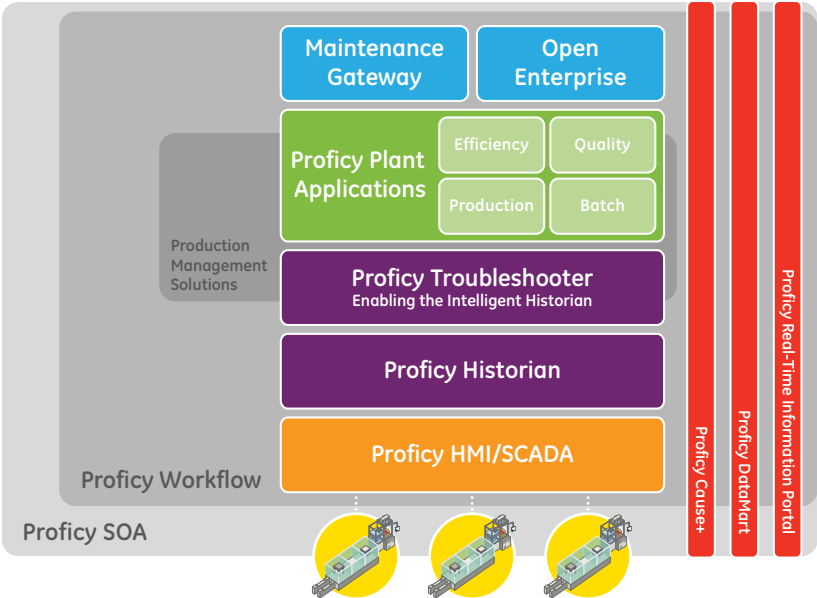 Maintenance
Gateway
Open
Enterprise
Proficy Plant
Applications
Efficiency
Quality
Production
Batch
Production
Management
Solutions
Proficy Troubleshooter
Enabling the Intelligent Historian
Proficy Historian
Proficy HMI/SCADA
Proficy Workflow
Proficy SOA
Proficy Cause+
Proficy DataMart
Proficy Real-Time Information Portal